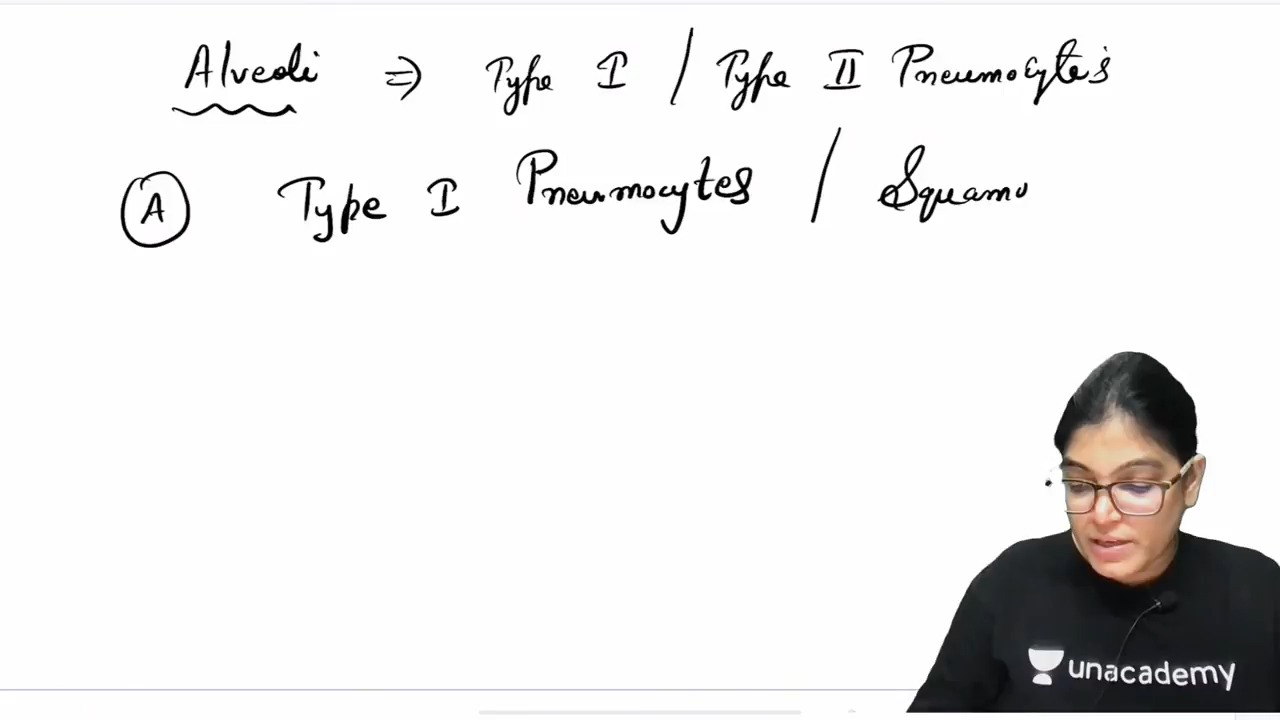 Alveoli ⇒ Type I / Type II Pneumocytes
A Type I Pneumocytes / Squamo
unacademy